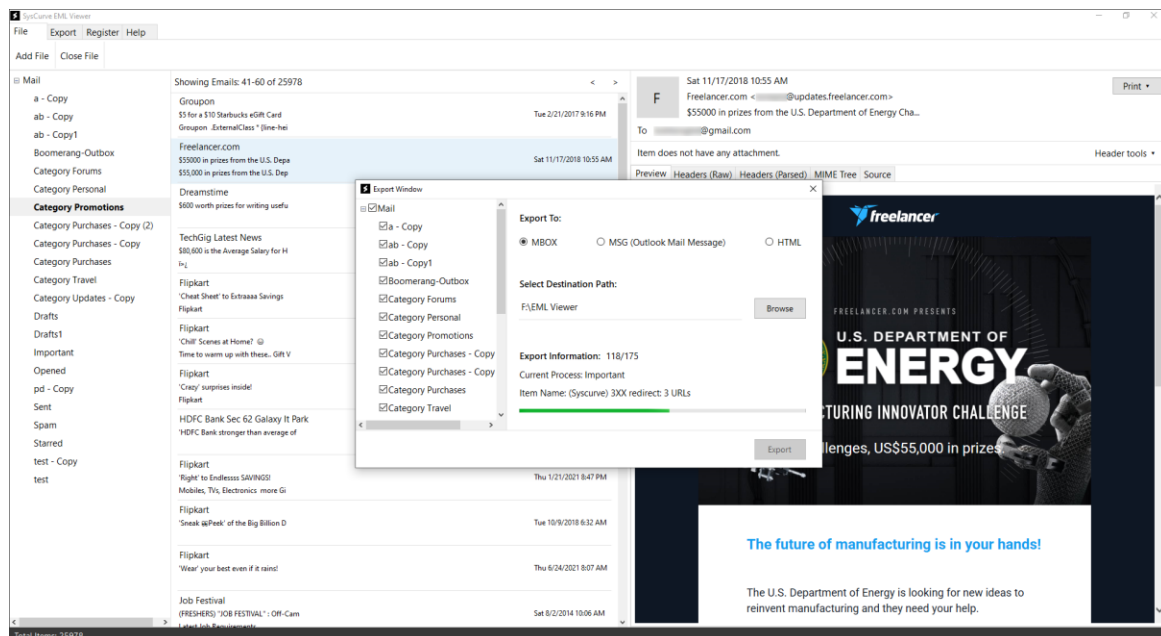 SysCurve EML Viewer
File Export Register Help
Add File Close File
Mail
a - Copy
ab - Copy
ab - Copy1
Boomerang-Outbox
Category Forums
Category Personal
Category Promotions
Category Purchases - Copy (2)
Category Purchases - Copy
Category Purchases
Category Travel
Category Updates - Copy
Drafts
Drafts1
Important
Opened
pd - Copy
Sent
Spam
Starred
test - Copy
test
Total Items: 25978
Showing Emails: 41-60 of 25978 < >
Groupon
$5 for a $10 Starbucks eGift Card Tue 2/21/2017 9:16 PM
Groupon .ExternalClass * {line-hei
Freelancer.com
$55000 in prizes from the U.S. Depa Sat 11/17/2018 10:55 AM
$55,000 in prizes from the U.S. Dep
Dreamstime
$600 worth prizes for writing usefu
TechGig Latest News
$80,600 is the Average Salary for H
ï»¿
Flipkart
'Cheat Sheet' to Extraaaa Savings
Flipkart
Flipkart
'Chill' Scenes at Home? 😉
Time to warm up with these.. Gift V
Flipkart
'Crazy' surprises inside!
Flipkart
HDFC Bank Sec 62 Galaxy It Park
'HDFC Bank stronger than average of
Flipkart
'Right' to Endlessss SAVINGS! Thu 1/21/2021 8:47 PM
Mobiles, TVs, Electronics more Gi
Flipkart
'Sneak Peek' of the Big Billion D Tue 10/9/2018 6:32 AM
Flipkart
'Wear' your best even if it rains! Thu 6/24/2021 8:07 AM
Job Festival
(FRESHERS) "JOB FESTIVAL" : Off-Cam Sat 8/2/2014 10:06 AM
Latest Job Requirements
F
Sat 11/17/2018 10:55 AM
Freelancer.com < @updates.freelancer.com>
$55000 in prizes from the U.S. Department of Energy Cha...
To @gmail.com
Print
Item does not have any attachment. Header tools
Preview Headers (Raw) Headers (Parsed) MIME Tree Source
freelancer
FREELANCER.COM PRESENTS
U.S. DEPARTMENT OF
ENERGY
TURING INNOVATOR CHALLENGE
llenges, US$55,000 in prizes
The future of manufacturing is in your hands!
The U.S. Department of Energy is looking for new ideas to
reinvent manufacturing and they need your help.
Export Window
Mail
a - Copy
ab - Copy
ab - Copy1
Boomerang-Outbox
Category Forums
Category Personal
Category Promotions
Category Purchases - Copy
Category Purchases - Copy
Category Purchases
Category Travel
Export To:
MBOX MSG (Outlook Mail Message) HTML
Select Destination Path:
F:\EML Viewer Browse
Export Information: 118/175
Current Process: Important
Item Name: (Syscurve) 3XX redirect: 3 URLs
Export